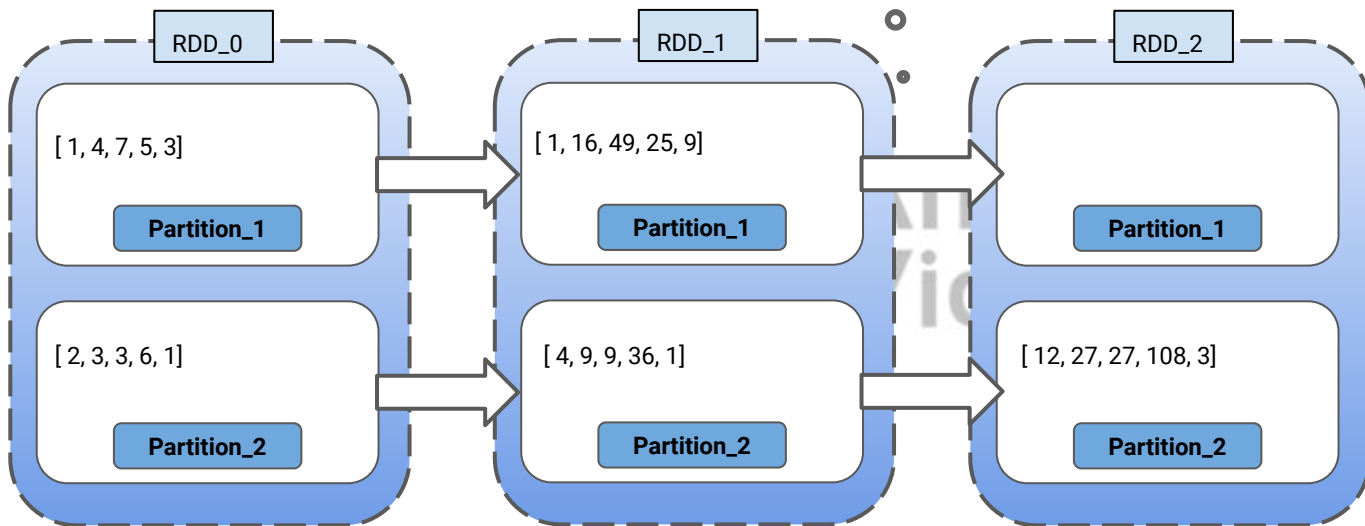 RDD_0
RDD_1
RDD_2
[ 1, 4, 7, 5, 3]
[ 1, 16, 49, 25, 9]
Partition_1
Partition_1
Partition_1
[ 2, 3, 3, 6, 1]
[ 4, 9, 9, 36, 1]
[ 12, 27, 27, 108, 3]
Partition_2
Partition_2
Partition_2